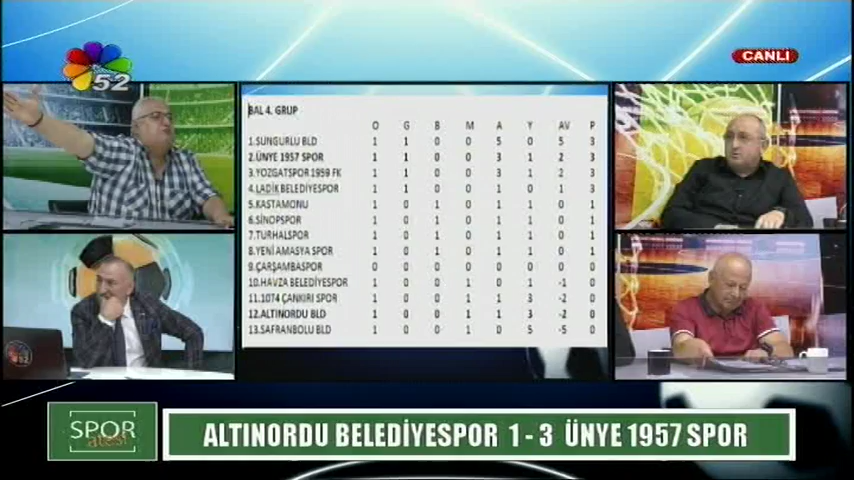 52
CANLI
BAL 4. GRUP
O G B M A Y AV P
1.SUNGURLU BLD 1 1 0 0 5 0 5 3
2.ÜNYE 1957 SPOR 1 1 0 0 3 1 2 3
3.YOZGATSPOR 1959 FK 1 1 0 0 3 1 2 3
4.LADİK BELEDİYESPOR 1 1 0 0 1 0 1 3
5.KASTAMONU 1 0 1 0 1 1 0 1
6.SİNOPSPOR 1 0 1 0 1 1 0 1
7.TURHALSPOR 1 0 1 0 1 1 0 1
8.YENİ AMASYA SPOR 1 0 1 0 1 1 0 1
9.ÇARŞAMBASPOR 0 0 0 0 0 0 0 0
10.HAVZA BELEDİYESPOR 1 0 0 1 0 1 -1 0
11.1074 ÇANKIRI SPOR 1 0 0 1 1 3 -2 0
12.ALTINORDU BLD 1 0 0 1 1 3 -2 0
13.SAFRANBOLU BLD 1 0 0 1 0 5 -5 0
52
SPOR
atesi
ALTINORDU BELEDİYESPOR 1 - 3 ÜNYE 1957 SPOR